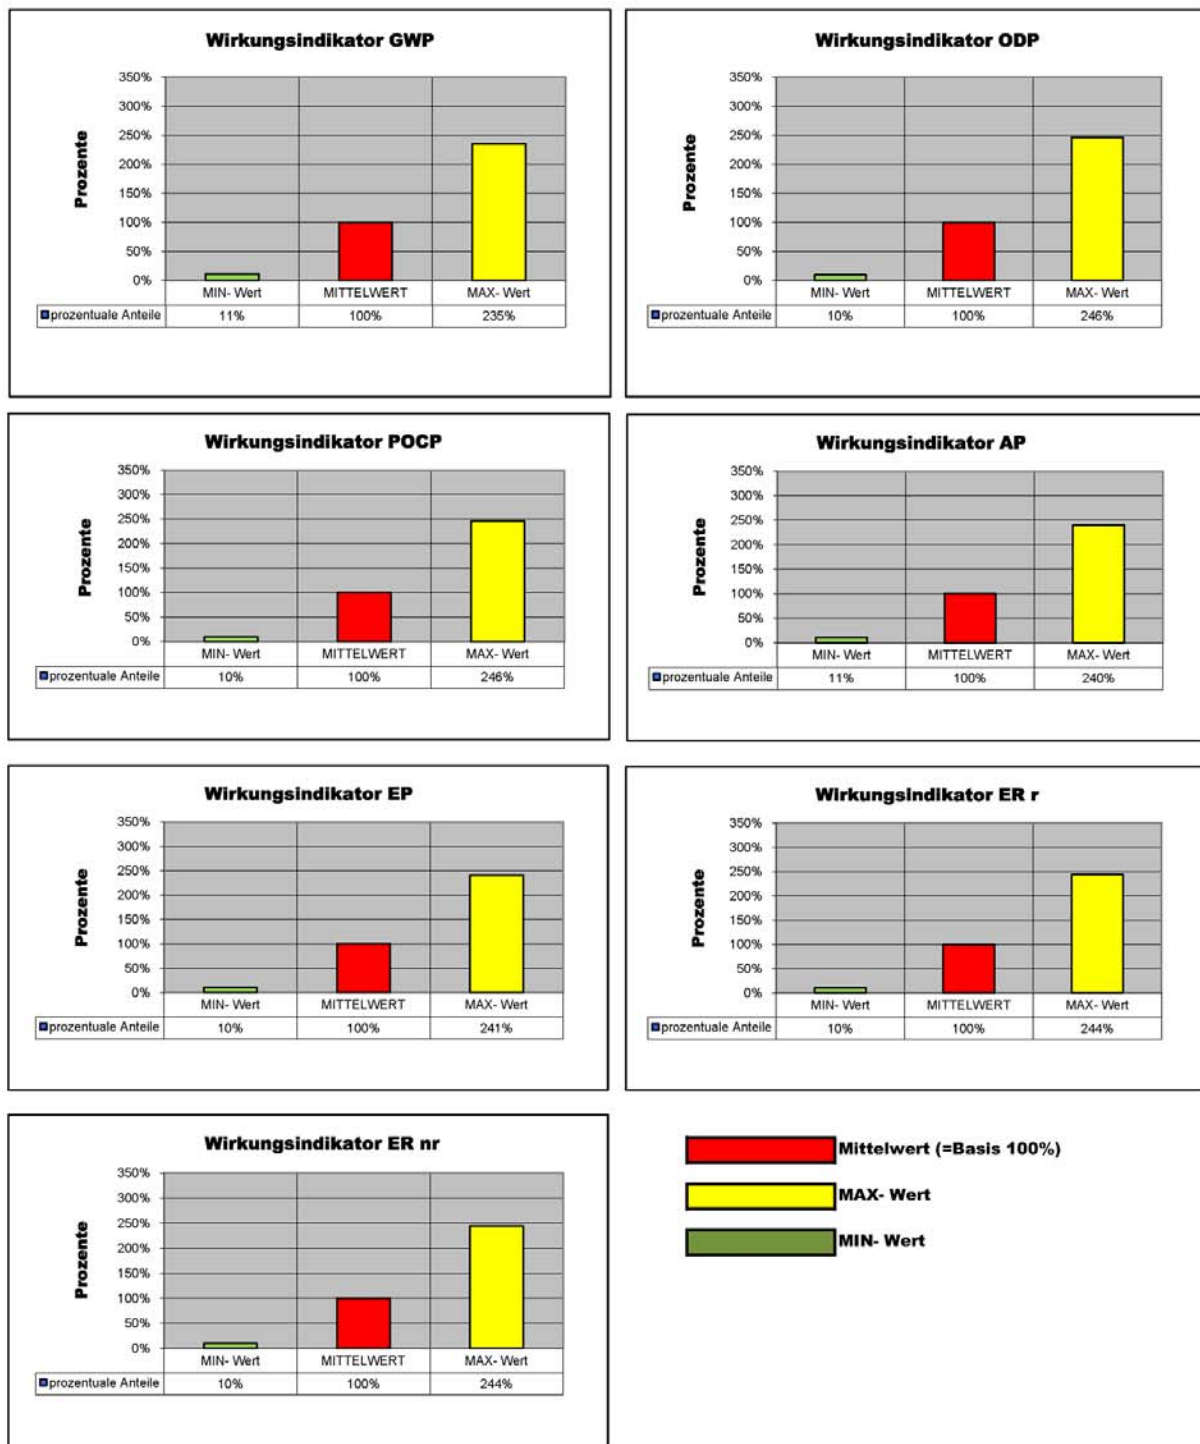 Wirkungsindikator GWP
Prozente
350%
300%
250%
200%
150%
100%
50%
0%
MIN- Wert MITTELWERT MAX- Wert
prozentuale Anteile 11% 100% 235%
Wirkungsindikator ODP
Prozente
350%
300%
250%
200%
150%
100%
50%
0%
MIN- Wert MITTELWERT MAX- Wert
prozentuale Anteile 10% 100% 246%
Wirkungsindikator POCP
Prozente
350%
300%
250%
200%
150%
100%
50%
0%
MIN- Wert MITTELWERT MAX- Wert
prozentuale Anteile 10% 100% 246%
Wirkungsindikator AP
Prozente
350%
300%
250%
200%
150%
100%
50%
0%
MIN- Wert MITTELWERT MAX- Wert
prozentuale Anteile 11% 100% 240%
Wirkungsindikator EP
Prozente
350%
300%
250%
200%
150%
100%
50%
0%
MIN- Wert MITTELWERT MAX- Wert
prozentuale Anteile 10% 100% 241%
Wirkungsindikator ER r
Prozente
350%
300%
250%
200%
150%
100%
50%
0%
MIN- Wert MITTELWERT MAX- Wert
prozentuale Anteile 10% 100% 244%
Wirkungsindikator ER nr
Prozente
350%
300%
250%
200%
150%
100%
50%
0%
MIN- Wert MITTELWERT MAX- Wert
prozentuale Anteile 10% 100% 244%
Mittelwert (=Basis 100%)
MAX- Wert
MIN- Wert